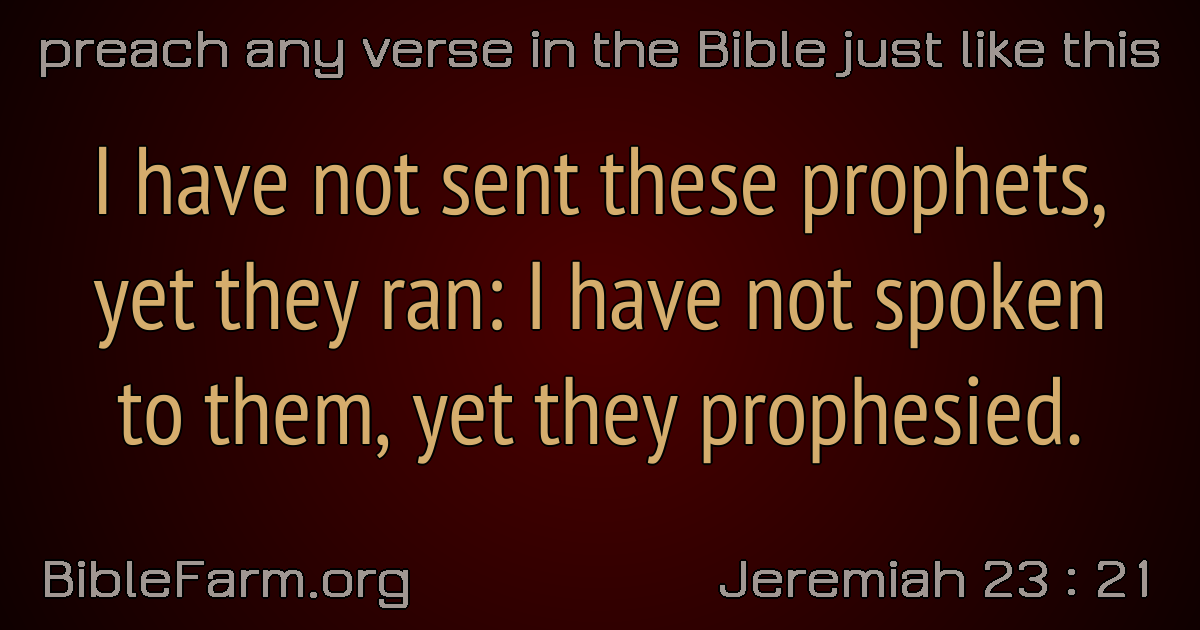 preach any verse in the Bible just like this
I have not sent these prophets,
yet they ran: I have not spoken
to them, yet they prophesied.
BibleFarm.org
Jeremiah 23 : 21